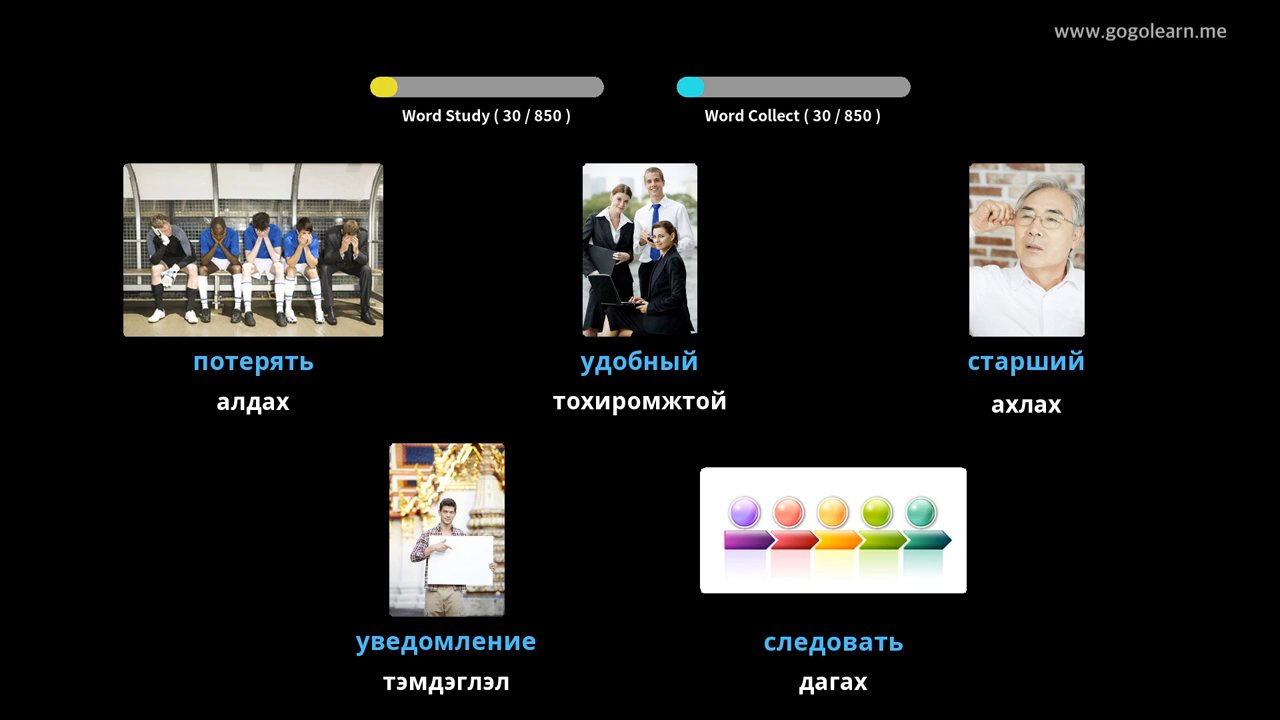 www.gogolearn.me
Word Study ( 30 / 850 )
Word Collect ( 30 / 850 )
потерять
удобный
старший
алдах
тохиромжтой
ахлах
уведомление
следовать
тэмдэглэл
дагах